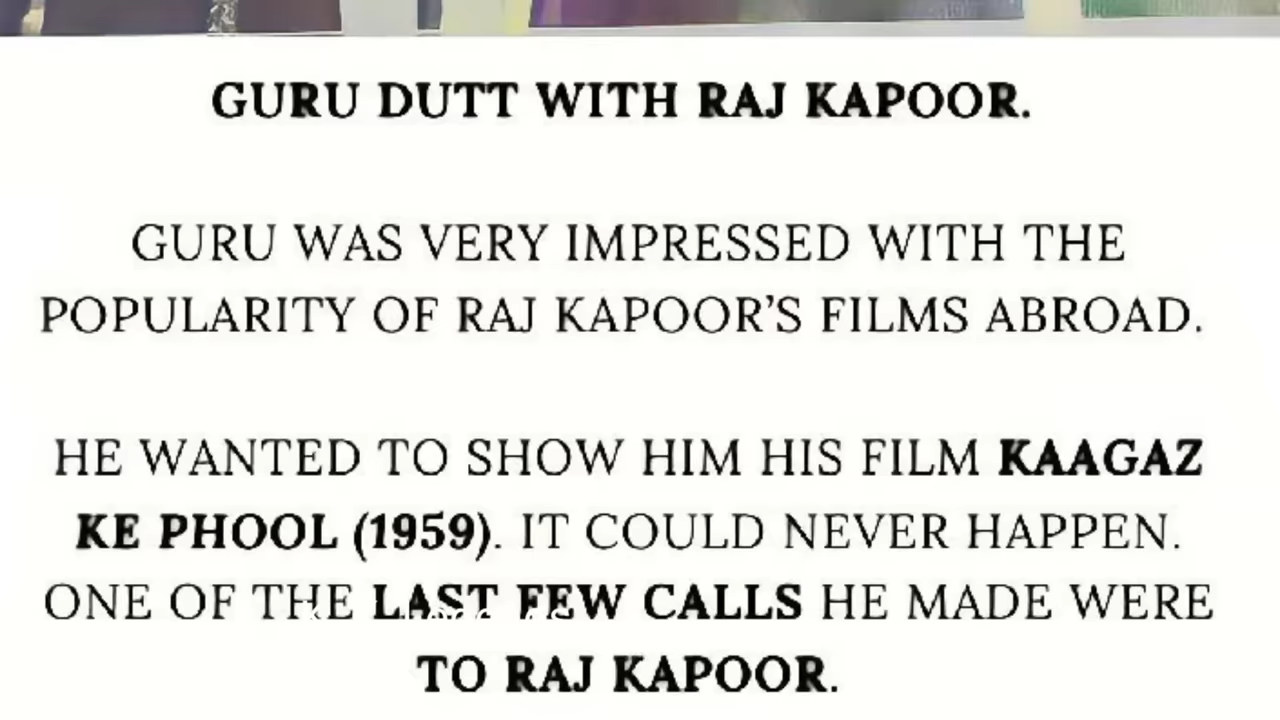 GURU DUTT WITH RAJ KAPOOR.
GURU WAS VERY IMPRESSED WITH THE
POPULARITY OF RAJ KAPOOR’S FILMS ABROAD.
HE WANTED TO SHOW HIM HIS FILM KAAGAZ
KE PHOOL (1959). IT COULD NEVER HAPPEN.
ONE OF THE LAST FEW CALLS HE MADE WERE
TO RAJ KAPOOR.